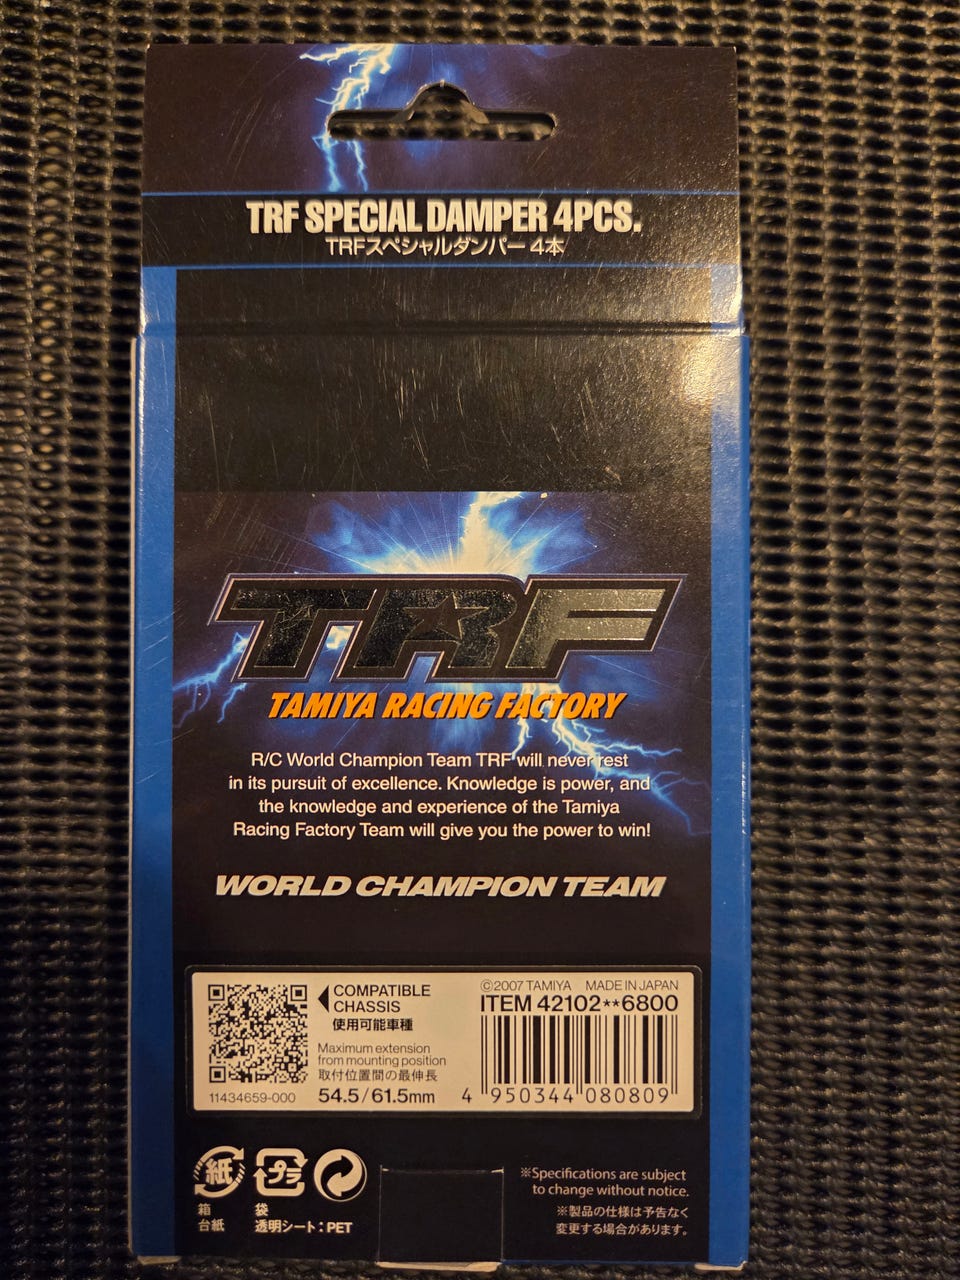 TRF SPECIAL DAMPER 4PCS.
TRFスペシャルダンパー 4本
TRF
TAMIYA RACING FACTORY
R/C World Champion Team TRF will never rest
in its pursuit of excellence. Knowledge is power, and
the knowledge and experience of the Tamiya
Racing Factory Team will give you the power to win!
WORLD CHAMPION TEAM
COMPATIBLE
CHASSIS
使用可能車種
Maximum extension
from mounting position
取付位置間の最伸長
54.5/61.5mm
11434659-000
©2007 TAMIYA MADE IN JAPAN
ITEM 42102**6800
4 950344 080809
紙
プラ
箱
台紙
袋
透明シート：PET
※Specifications are subject
to change without notice.
※製品の仕様は予告なく
変更する場合があります。